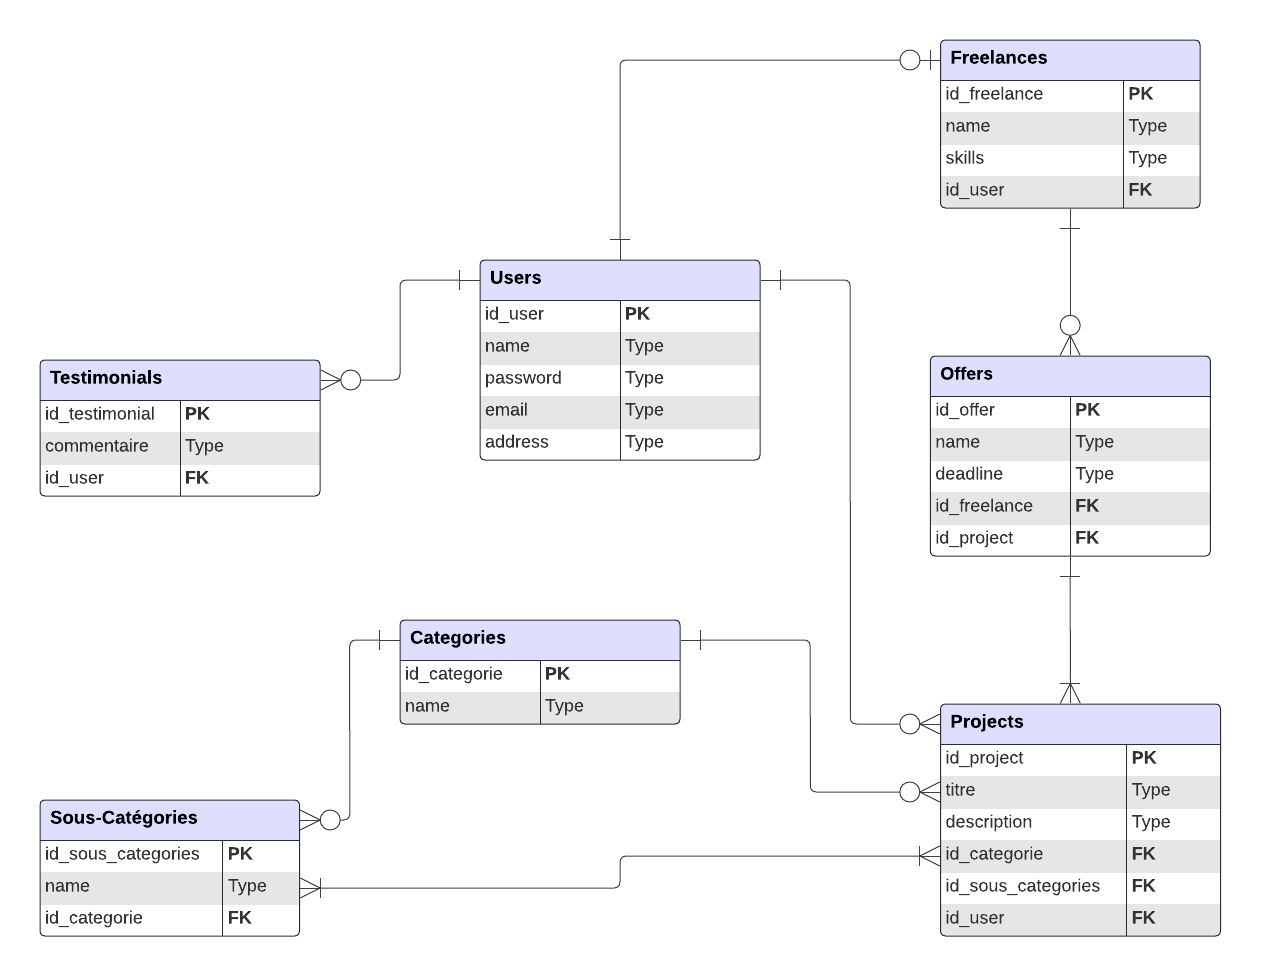 Freelances
id_freelance PK
name Type
skills Type
id_user FK
Users
id_user PK
name Type
password Type
email Type
address Type
Testimonials
id_testimonial PK
commentaire Type
id_user FK
Offers
id_offer PK
name Type
deadline Type
id_freelance FK
id_project FK
Categories
id_categorie PK
name Type
Projects
id_project PK
titre Type
description Type
id_categorie FK
id_sous_categories FK
id_user FK
Sous-Catégories
id_sous_categories PK
name Type
id_categorie FK